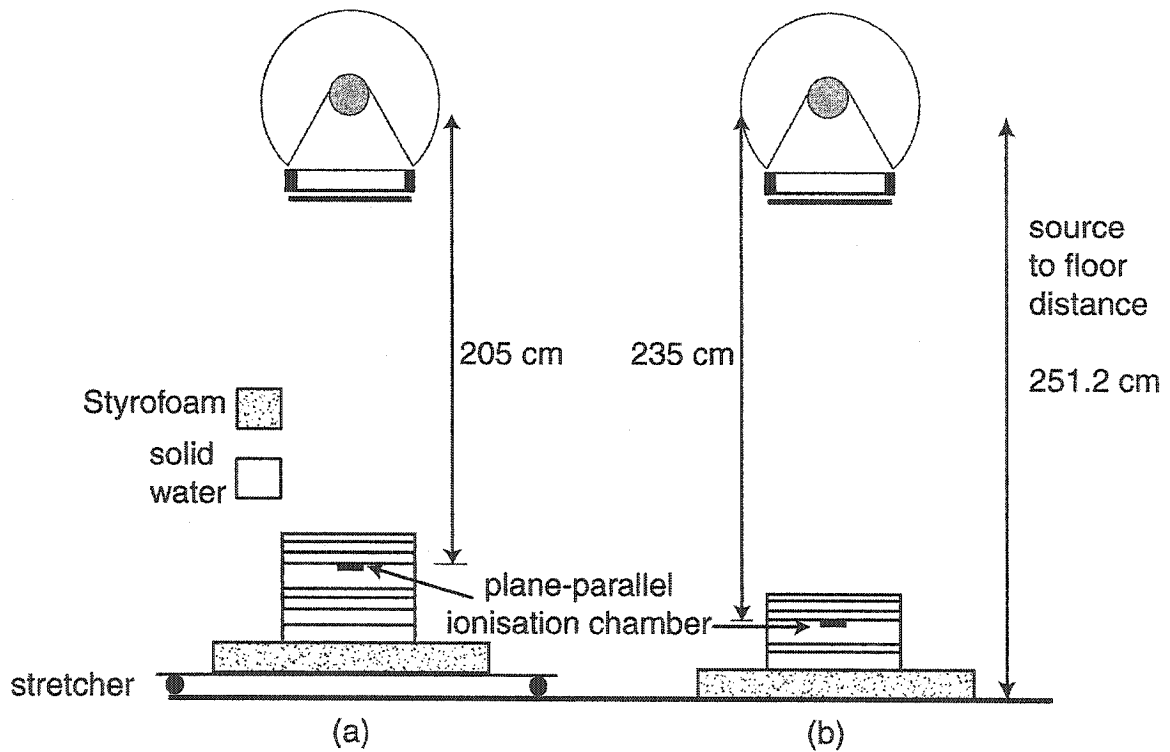 205 cm
235 cm
source
to floor
distance
251.2 cm
Styrofoam
solid
water
plane-parallel
ionisation chamber
stretcher
(a)
(b)